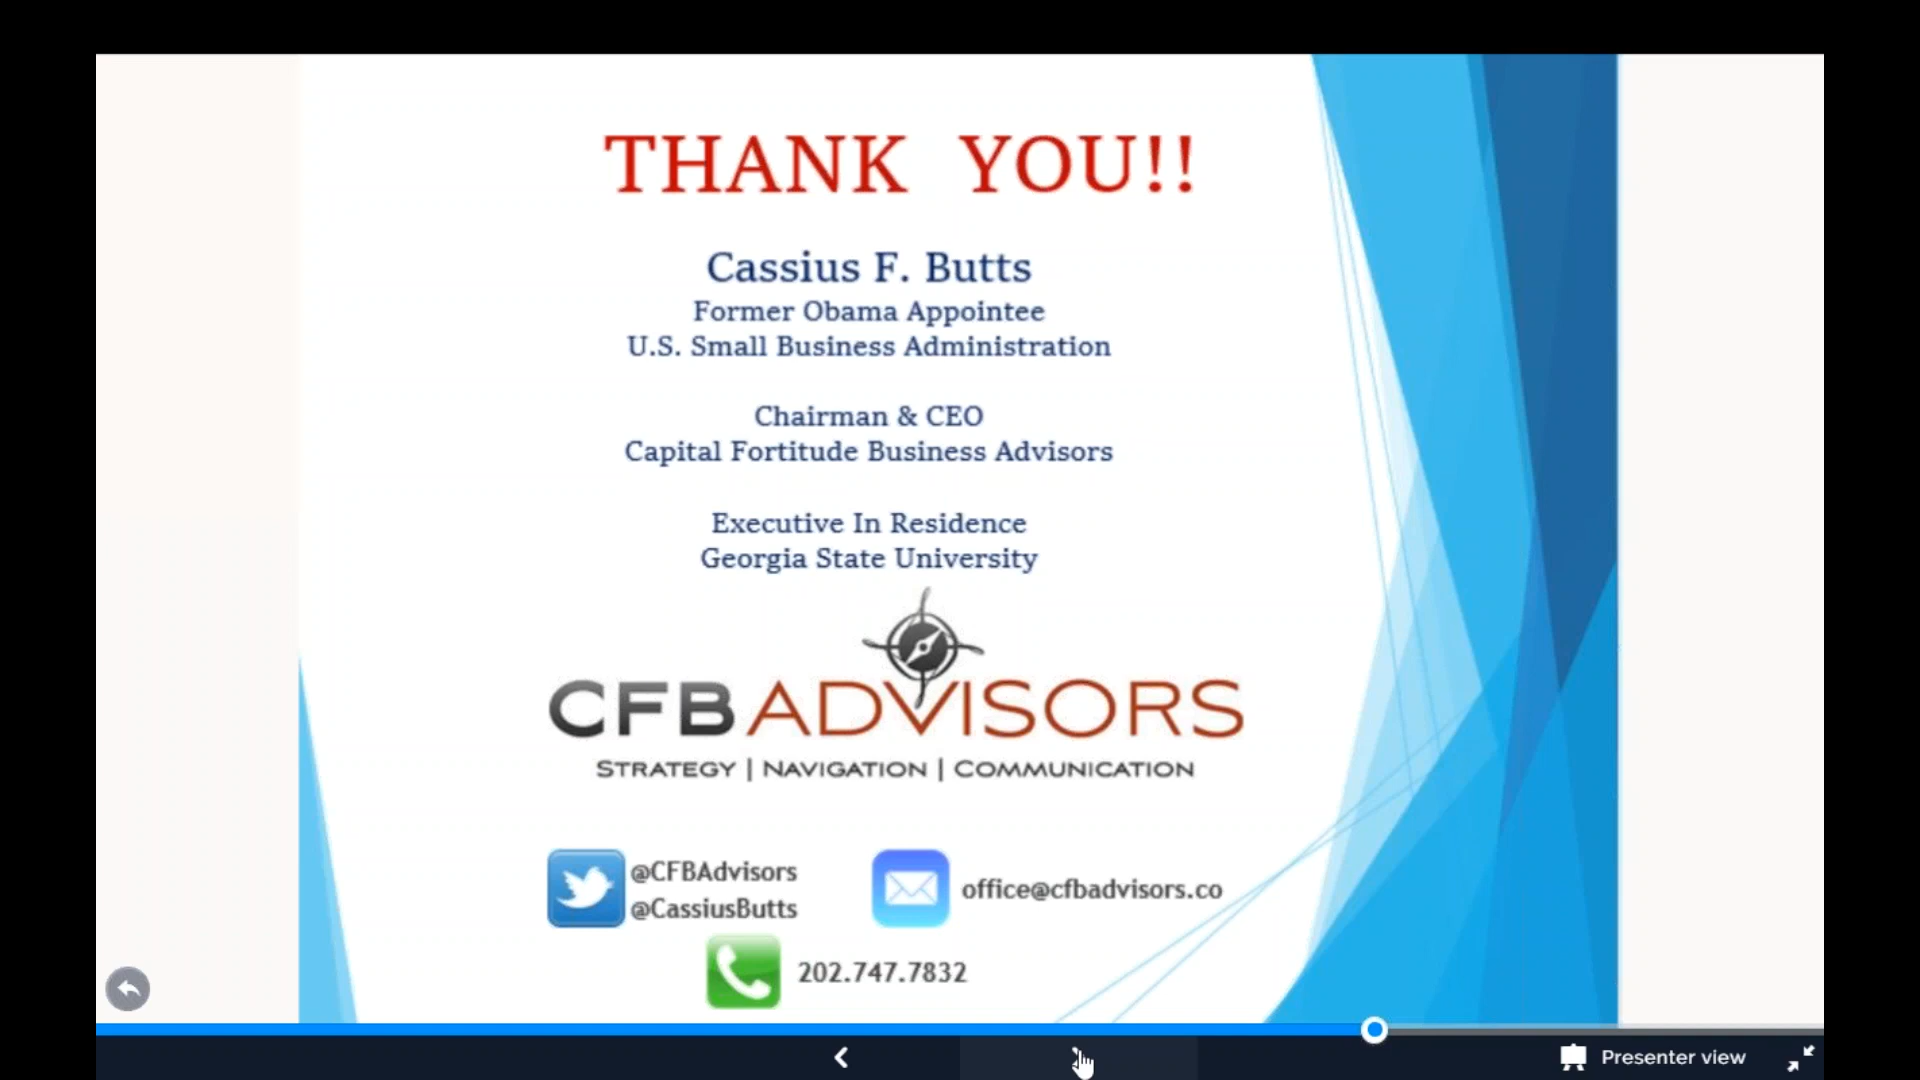 THANK YOU!!
Cassius F. Butts
Former Obama Appointee
U.S. Small Business Administration
Chairman & CEO
Capital Fortitude Business Advisors
Executive In Residence
Georgia State University
CFBADVISORS
STRATEGY | NAVIGATION | COMMUNICATION
@CFBAdvisors
@CassiusButts
office@cfbadvisors.co
202.747.7832
Presenter view